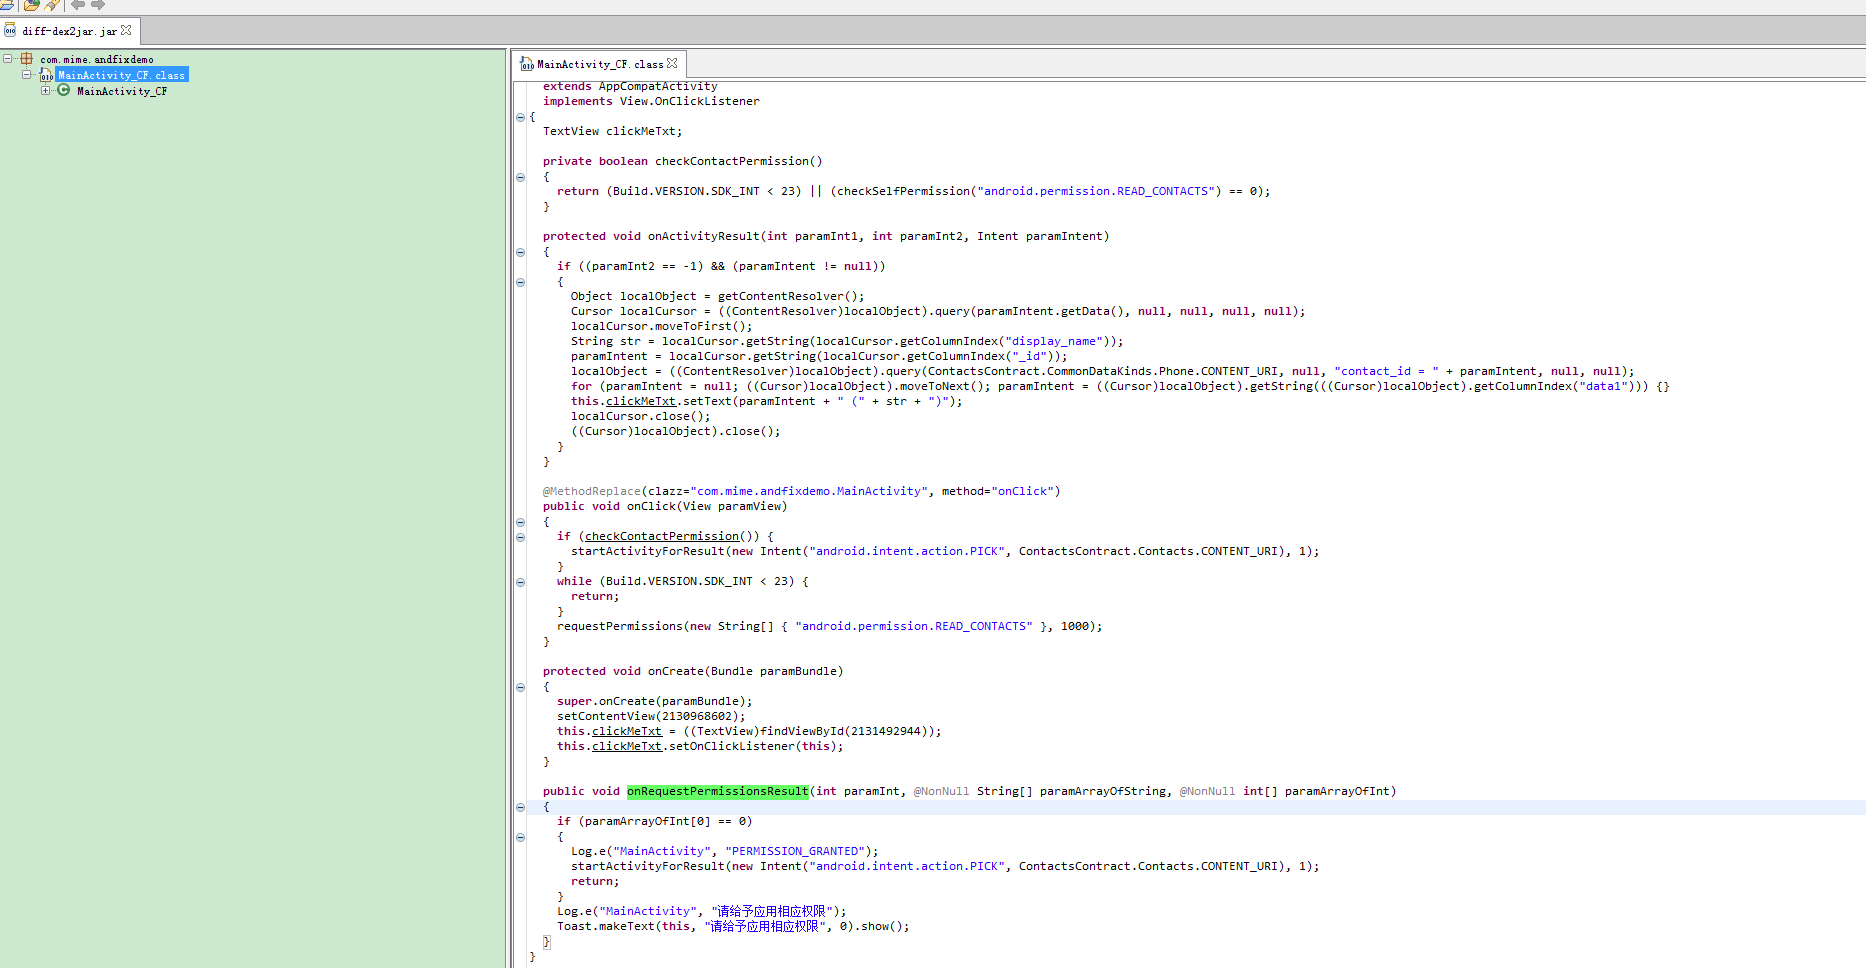 diff-dex2jar.jar
com.mime.andfixdemo
MainActivity_CF.class
MainActivity_CF
MainActivity_CF.class
extends AppCompatActivity
implements View.OnClickListener
{
TextView clickMeTxt;
private boolean checkContactPermission()
{
return (Build.VERSION.SDK_INT < 23) || (checkSelfPermission("android.permission.READ_CONTACTS") == 0);
}
protected void onActivityResult(int paramInt1, int paramInt2, Intent paramIntent)
{
if ((paramInt2 == -1) && (paramIntent != null))
{
Object localObject = getContentResolver();
Cursor localCursor = ((ContentResolver)localObject).query(paramIntent.getData(), null, null, null, null);
localCursor.moveToFirst();
String str = localCursor.getString(localCursor.getColumnIndex("display_name"));
paramIntent = localCursor.getString(localCursor.getColumnIndex("_id"));
localObject = ((ContentResolver)localObject).query(ContactsContract.CommonDataKinds.Phone.CONTENT_URI, null, "contact_id = " + paramIntent, null, null);
for (paramIntent = null; ((Cursor)localObject).moveToNext(); paramIntent = ((Cursor)localObject).getString(((Cursor)localObject).getColumnIndex("data1"))) {}
this.clickMeTxt.setText(paramIntent + " (" + str + ")");
localCursor.close();
((Cursor)localObject).close();
}
}
@MethodReplace(clazz="com.mime.andfixdemo.MainActivity", method="onClick")
public void onClick(View paramView)
{
if (checkContactPermission()) {
startActivityForResult(new Intent("android.intent.action.PICK", ContactsContract.Contacts.CONTENT_URI), 1);
}
while (Build.VERSION.SDK_INT < 23) {
return;
}
requestPermissions(new String[] { "android.permission.READ_CONTACTS" }, 1000);
}
protected void onCreate(Bundle paramBundle)
{
super.onCreate(paramBundle);
setContentView(2130968602);
this.clickMeTxt = ((TextView)findViewById(2131492944));
this.clickMeTxt.setOnClickListener(this);
}
public void onRequestPermissionsResult(int paramInt, @NonNull String[] paramArrayOfString, @NonNull int[] paramArrayOfInt)
{
if (paramArrayOfInt[0] == 0)
{
Log.e("MainActivity", "PERMISSION_GRANTED");
startActivityForResult(new Intent("android.intent.action.PICK", ContactsContract.Contacts.CONTENT_URI), 1);
return;
}
Log.e("MainActivity", "请给予应用相应权限");
Toast.makeText(this, "请给予应用相应权限", 0).show();
}
}